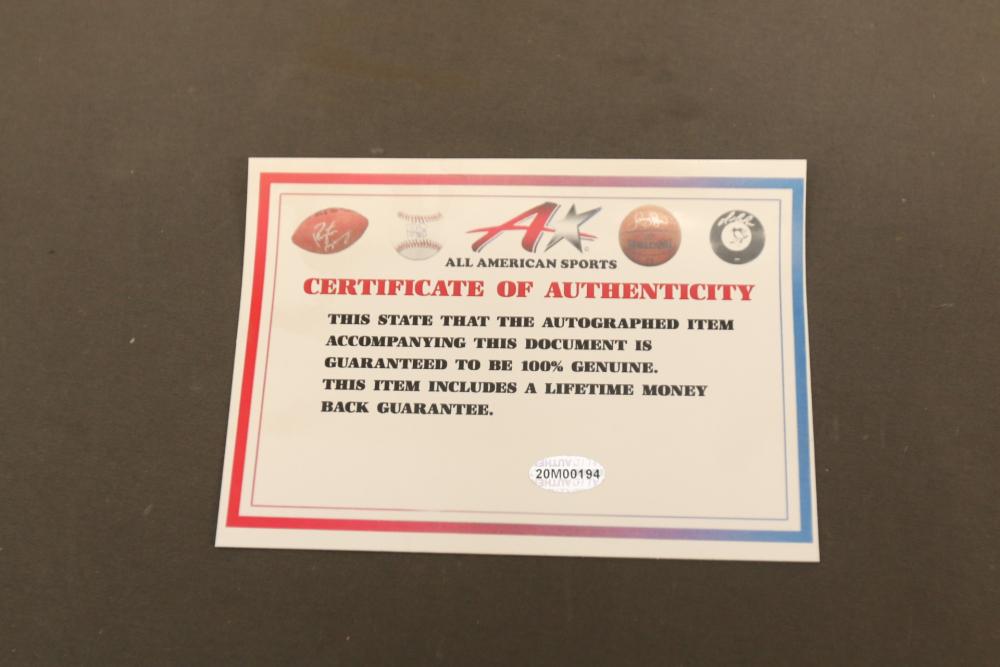 ALL AMERICAN SPORTS
CERTIFICATE OF AUTHENTICITY
THIS STATE THAT THE AUTOGRAPHED ITEM
ACCOMPANYING THIS DOCUMENT IS
GUARANTEED TO BE 100% GENUINE.
THIS ITEM INCLUDES A LIFETIME MONEY
BACK GUARANTEE.
20M00194